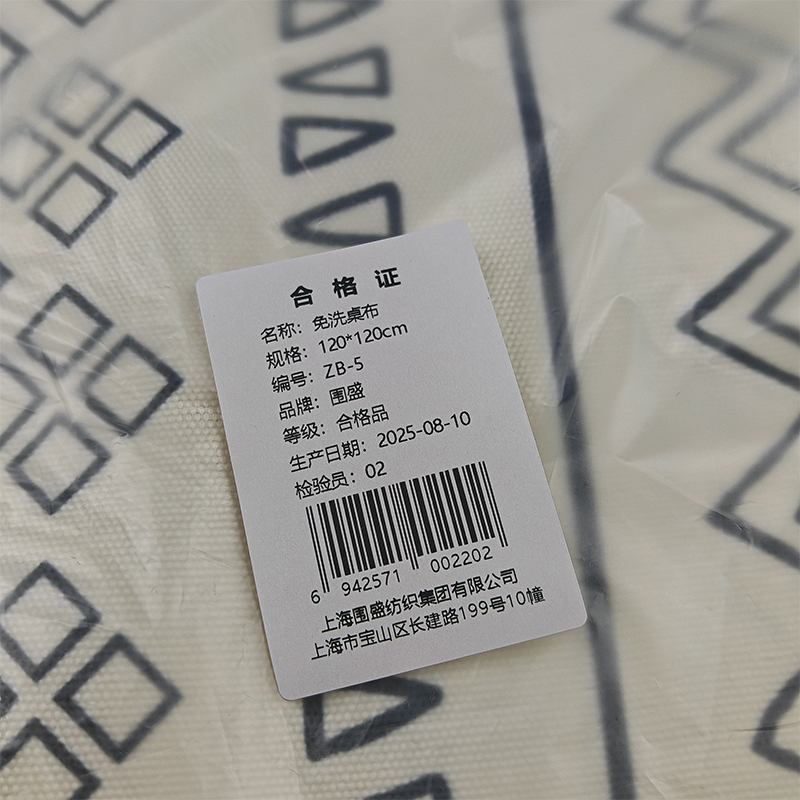 合格证
名称：免洗桌布
规格：120*120cm
编号：ZB-5
品牌：围盛
等级：合格品
生产日期：2025-08-10
检验员：02
6 942571 002202
上海围盛纺织集团有限公司
上海市宝山区长建路199号10幢